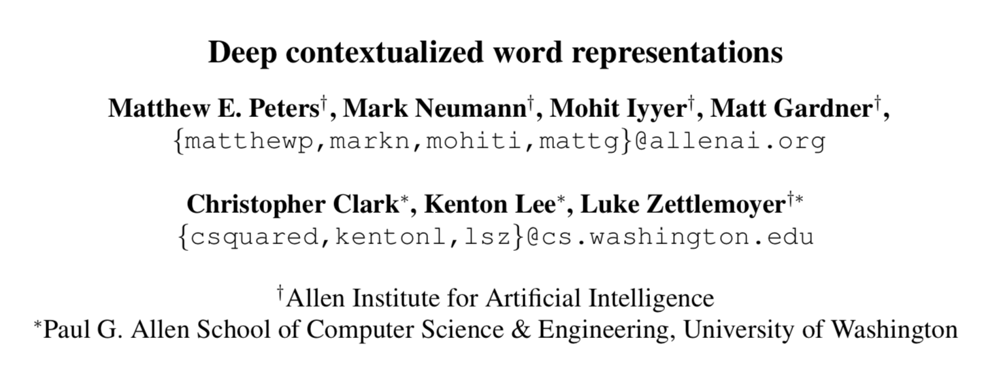 Deep contextualized word representations
Matthew E. Peters†, Mark Neumann†, Mohit Iyyer†, Matt Gardner†,
{matthewp,markn,mohiti,mattg}@allenai.org
Christopher Clark*, Kenton Lee*, Luke Zettlemoyer†*
{csquared,kentonl,lsz}@cs.washington.edu
†Allen Institute for Artificial Intelligence
*Paul G. Allen School of Computer Science & Engineering, University of Washington